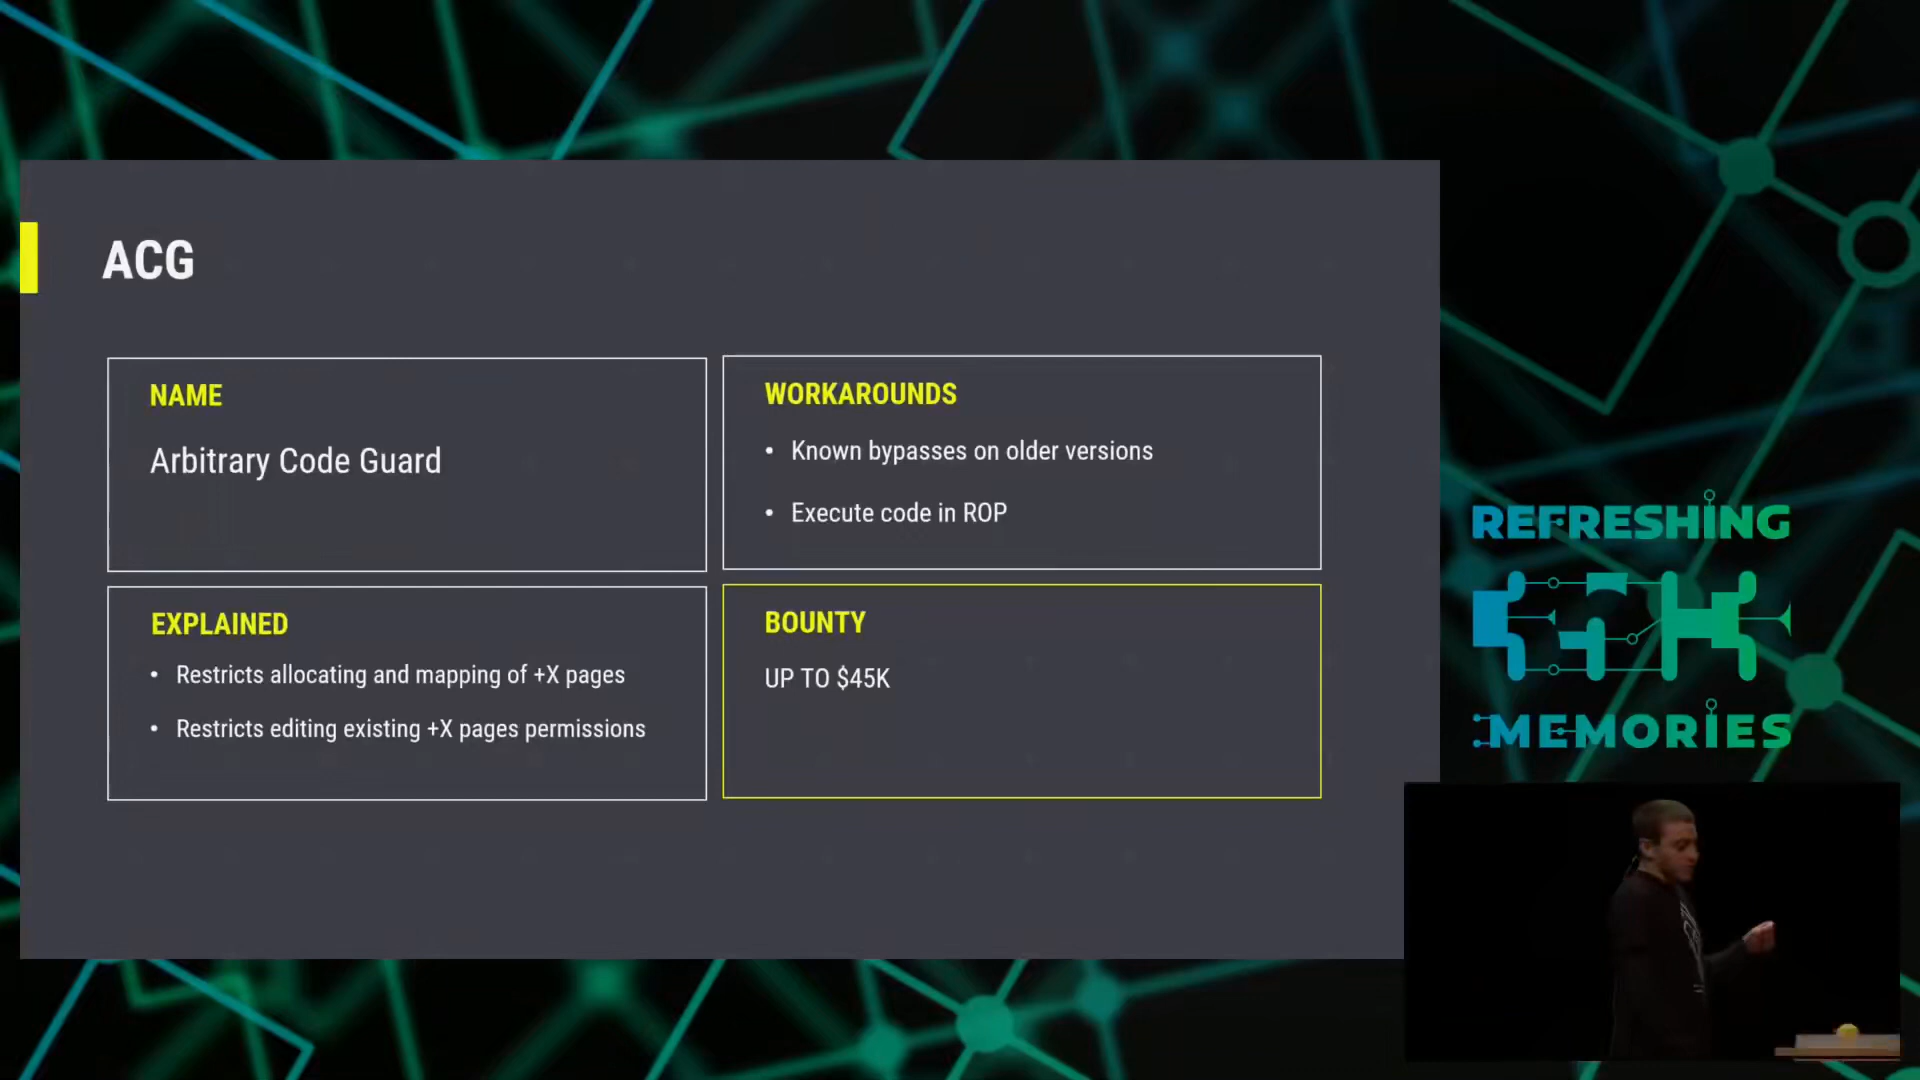 ACG
NAME
Arbitrary Code Guard
WORKAROUNDS
• Known bypasses on older versions
• Execute code in ROP
EXPLAINED
• Restricts allocating and mapping of +X pages
• Restricts editing existing +X pages permissions
BOUNTY
UP TO $45K
REFRESHING
MEMORIES